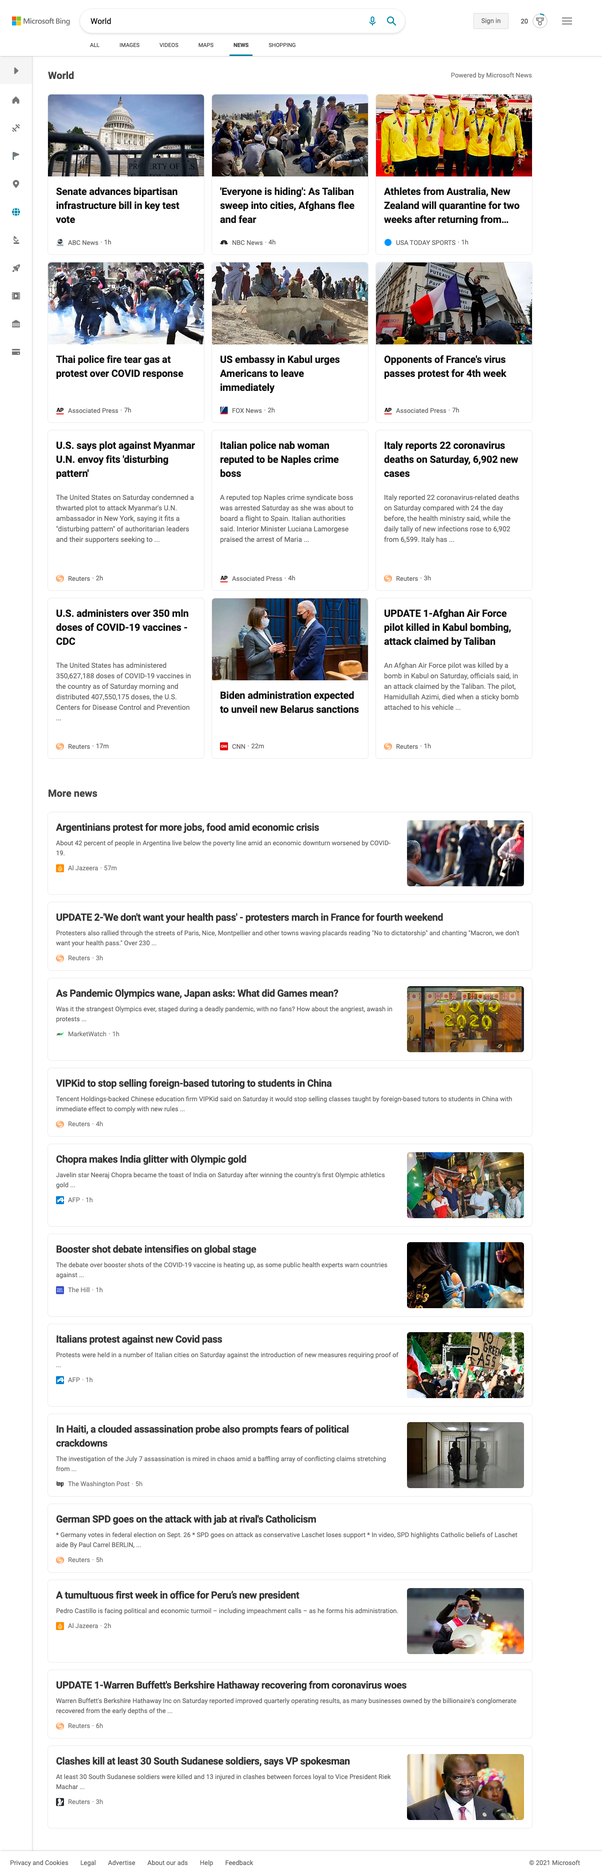 Microsoft Bing
World
Sign in
20
ALL IMAGES VIDEOS MAPS NEWS SHOPPING
World
Powered by Microsoft News
PROPERTY OF U.S.
Senate advances bipartisan
infrastructure bill in key test
vote
ABC News · 1h
'Everyone is hiding': As Taliban
sweep into cities, Afghans flee
and fear
NBC News · 4h
Athletes from Australia, New
Zealand will quarantine for two
weeks after returning from...
USA TODAY SPORTS · 1h
Thai police fire tear gas at
protest over COVID response
AP Associated Press · 7h
US embassy in Kabul urges
Americans to leave
immediately
FOX News · 2h
Opponents of France's virus
passes protest for 4th week
AP Associated Press · 7h
U.S. says plot against Myanmar
U.N. envoy fits 'disturbing
pattern'
The United States on Saturday condemned a
thwarted plot to attack Myanmar's U.N.
ambassador in New York, saying it fits a
"disturbing pattern" of authoritarian leaders
and their supporters seeking to ...
Reuters · 2h
Italian police nab woman
reputed to be Naples crime
boss
A reputed top Naples crime syndicate boss
was arrested Saturday as she was about to
board a flight to Spain. Italian authorities
said. Interior Minister Luciana Lamorgese
praised the arrest of Maria ...
AP Associated Press · 4h
Italy reports 22 coronavirus
deaths on Saturday, 6,902 new
cases
Italy reported 22 coronavirus-related deaths
on Saturday compared with 24 the day
before, the health ministry said, while the
daily tally of new infections rose to 6,902
from 6,599. Italy has ...
Reuters · 3h
U.S. administers over 350 mln
doses of COVID-19 vaccines -
CDC
The United States has administered
350,627,188 doses of COVID-19 vaccines in
the country as of Saturday morning and
distributed 407,550,175 doses, the U.S.
Centers for Disease Control and Prevention
...
Reuters · 17m
Biden administration expected
to unveil new Belarus sanctions
CNN · 22m
UPDATE 1-Afghan Air Force
pilot killed in Kabul bombing,
attack claimed by Taliban
An Afghan Air Force pilot was killed by a
bomb in Kabul on Saturday, officials said, in
an attack claimed by the Taliban. The pilot,
Hamidullah Azimi, died when a sticky bomb
attached to his vehicle ...
Reuters · 1h
More news
Argentinians protest for more jobs, food amid economic crisis
About 42 percent of people in Argentina live below the poverty line amid an economic downturn worsened by COVID-
19.
Al Jazeera · 57m
UPDATE 2-'We don't want your health pass' - protesters march in France for fourth weekend
Protesters also rallied through the streets of Paris, Nice, Montpellier and other towns waving placards reading "No to dictatorship" and chanting "Macron, we don't
want your health pass." Over 230 ...
Reuters · 3h
As Pandemic Olympics wane, Japan asks: What did Games mean?
Was it the strangest Olympics ever, staged during a deadly pandemic, with no fans? How about the angriest, awash in
protests ...
MarketWatch · 1h
TOKYO
2020
VIPKid to stop selling foreign-based tutoring to students in China
Tencent Holdings-backed Chinese education firm VIPKid said on Saturday it would stop selling classes taught by foreign-based tutors to students in China with
immediate effect to comply with new rules ...
Reuters · 4h
Chopra makes India glitter with Olympic gold
Javelin star Neeraj Chopra became the toast of India on Saturday after winning the country's first Olympic athletics
gold ...
AFP · 1h
Booster shot debate intensifies on global stage
The debate over booster shots of the COVID-19 vaccine is heating up, as some public health experts warn countries
against ...
The Hill · 1h
Italians protest against new Covid pass
Protests were held in a number of Italian cities on Saturday against the introduction of new measures requiring proof of
...
AFP · 1h
NO
GREEN
PASS
In Haiti, a clouded assassination probe also prompts fears of political
crackdowns
The investigation of the July 7 assassination is mired in chaos amid a baffling array of conflicting claims stretching
from ...
wp The Washington Post · 5h
German SPD goes on the attack with jab at rival's Catholicism
* Germany votes in federal election on Sept. 26 * SPD goes on attack as conservative Laschet loses support * In video, SPD highlights Catholic beliefs of Laschet
aide By Paul Carrel BERLIN, ...
Reuters · 5h
A tumultuous first week in office for Peru's new president
Pedro Castillo is facing political and economic turmoil – including impeachment calls – as he forms his administration.
Al Jazeera · 2h
UPDATE 1-Warren Buffett's Berkshire Hathaway recovering from coronavirus woes
Warren Buffett's Berkshire Hathaway Inc on Saturday reported improved quarterly operating results, as many businesses owned by the billionaire's conglomerate
recovered from the early depths of the ...
Reuters · 6h
Clashes kill at least 30 South Sudanese soldiers, says VP spokesman
At least 30 South Sudanese soldiers were killed and 13 injured in clashes between forces loyal to Vice President Riek
Machar ...
Reuters · 3h
Privacy and Cookies Legal Advertise About our ads Help Feedback
© 2021 Microsoft